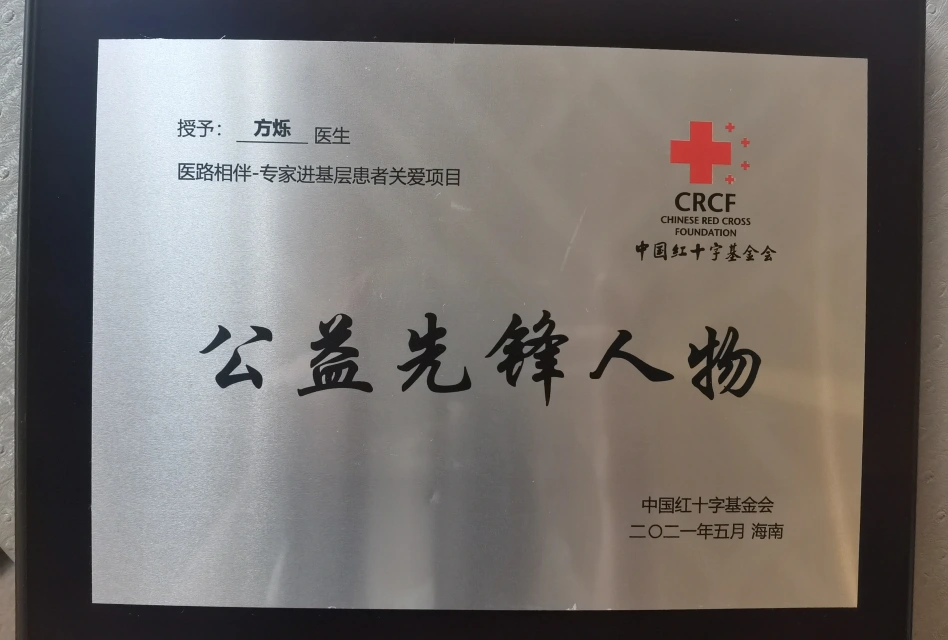 授予： 方烁 医生
医路相伴-专家进基层患者关爱项目
CRCF
CHINESE RED CROSS
FOUNDATION
中国红十字基金会
公益先锋人物
中国红十字基金会
二〇二一年五月 海南